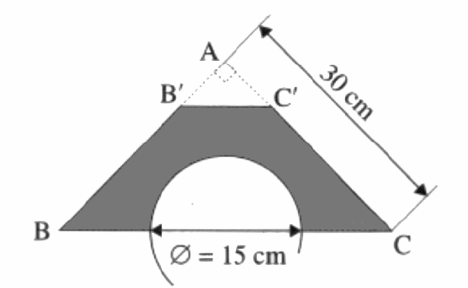 A
B′ C′
30 cm
B C
∅ = 15 cm